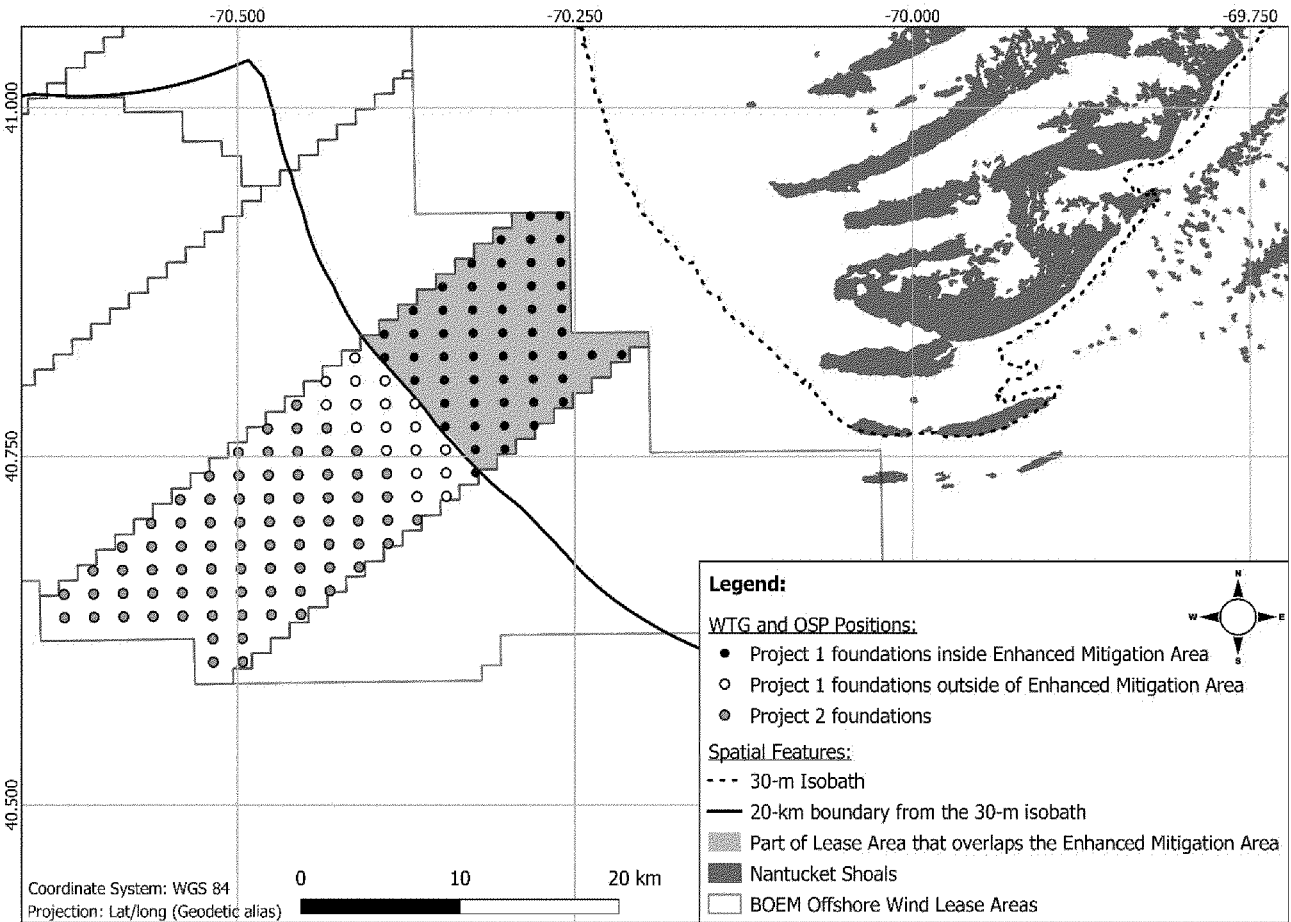 -70.500 -70.250 -70.000 -69.750
41.000
40.750
40.500
Legend:
WTG and OSP Positions:
Project 1 foundations inside Enhanced Mitigation Area
Project 1 foundations outside of Enhanced Mitigation Area
Project 2 foundations
Spatial Features:
30-m Isobath
20-km boundary from the 30-m isobath
Part of Lease Area that overlaps the Enhanced Mitigation Area
Nantucket Shoals
BOEM Offshore Wind Lease Areas
N
W E
S
Coordinate System: WGS 84
Projection: Lat/long (Geodetic alias)
0 10 20 km